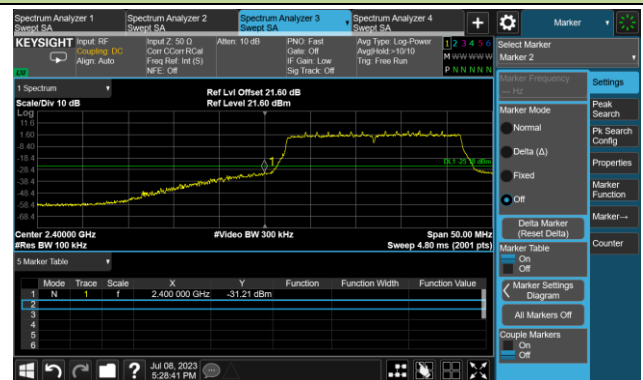 Spectrum Analyzer 1
Swept SA
Spectrum Analyzer 2
Swept SA
Spectrum Analyzer 3
Swept SA
Spectrum Analyzer 4
Swept SA
+
Marker
KEYSIGHT
Input: RF
Coupling: DC
Align: Auto
Input Z: 50 Ω
Corr CCorr RCal
Freq Ref: Int (S)
NFE: Off
Atten: 10 dB
PNO: Fast
Gate: Off
IF Gain: Low
Sig Track: Off
Avg Type: Log-Power
Avg|Hold:>10/10
Trig: Free Run
1 2 3 4 5 6
M W W W W W
P N N N N N
LXI
Select Marker
Marker 2
1 Spectrum
Scale/Div 10 dB
Log
Ref Lvl Offset 21.60 dB
Ref Level 21.60 dBm
11.6
1.60
-8.40
-18.4
-28.4
-38.4
-48.4
-58.4
-68.4
1
Center 2.40000 GHz
#Res BW 100 kHz
#Video BW 300 kHz
Span 50.00 MHz
Sweep 4.80 ms (2001 pts)
5 Marker Table
Mode Trace Scale X Y Function Function Width Function Value
1 N 1 f 2.400 000 GHz -31.21 dBm
2
3
4
5
6
Marker Frequency
--- Hz
Marker Mode
Normal
Delta (Δ)
Fixed
Off
Delta Marker
(Reset Delta)
Marker Table
On
Off
Marker Settings
Diagram
All Markers Off
Couple Markers
On
Off
Settings
Peak
Search
Pk Search
Config
Properties
Marker
Function
Marker→
Counter
?
Jul 08, 2023
5:28:41 PM